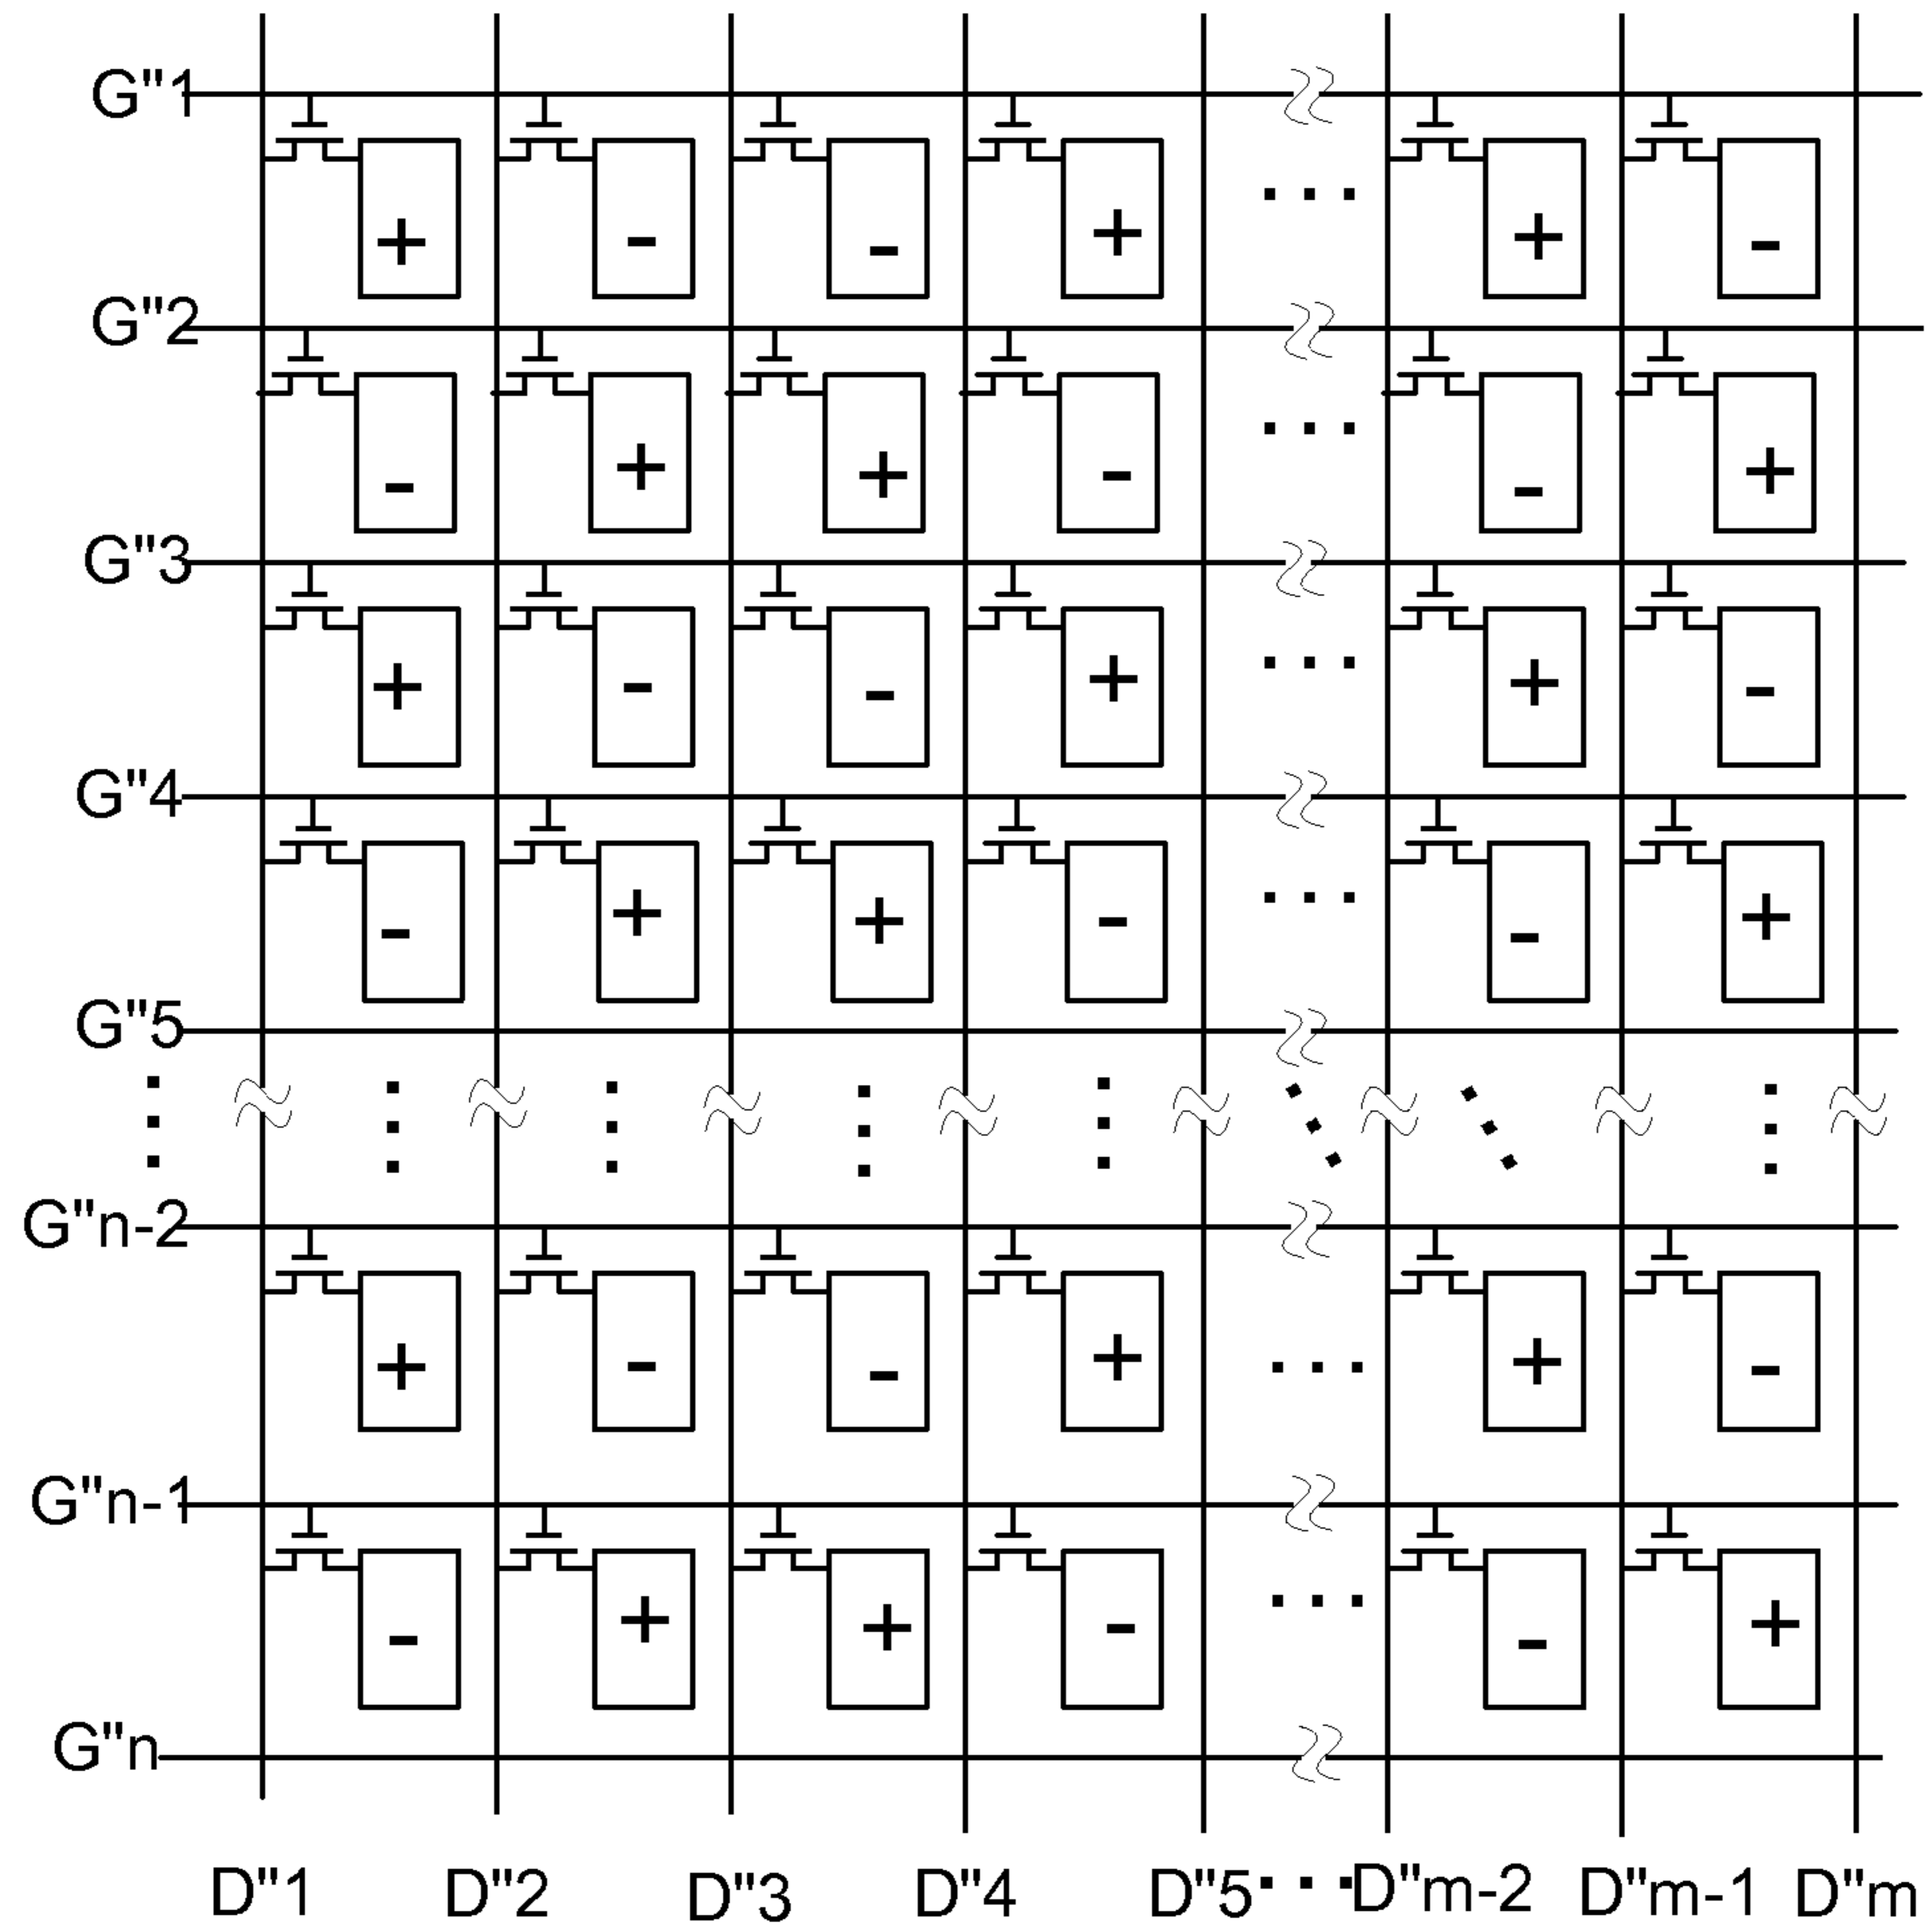 G"1
+ - - + ... + -
G"2
- + + - ... - +
G"3
+ - - + ... + -
G"4
- + + - ... - +
G"5
G"n-2
+ - - + ... + -
G"n-1
- + + - ... - +
G"n
D"1 D"2 D"3 D"4 D"5 ... D"m-2 D"m-1 D"m